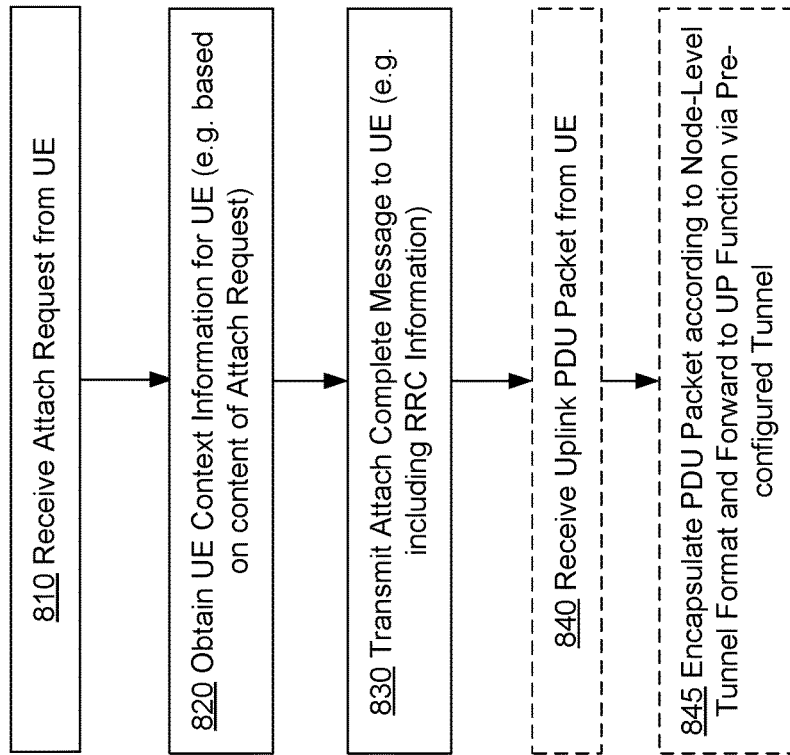 810 Receive Attach Request from UE
820 Obtain UE Context Information for UE (e.g. based
on content of Attach Request)
830 Transmit Attach Complete Message to UE (e.g.
including RRC Information)
840 Receive Uplink PDU Packet from UE
845 Encapsulate PDU Packet according to Node-Level
Tunnel Format and Forward to UP Function via Pre-
configured Tunnel